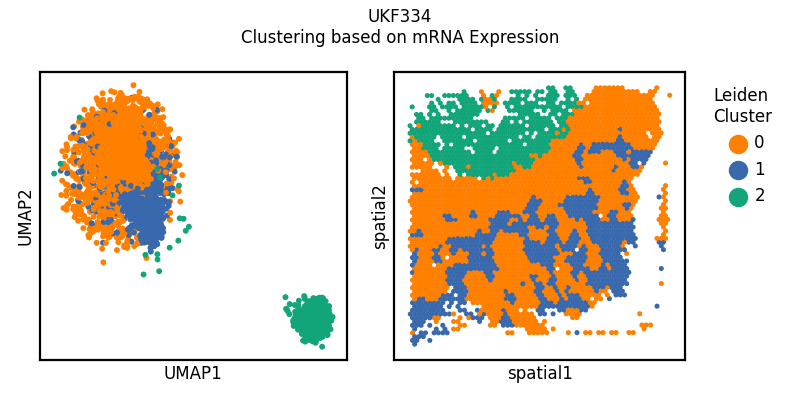 UKF334
Clustering based on mRNA Expression
UMAP2
UMAP1
spatial2
spatial1
Leiden
Cluster
0
1
2